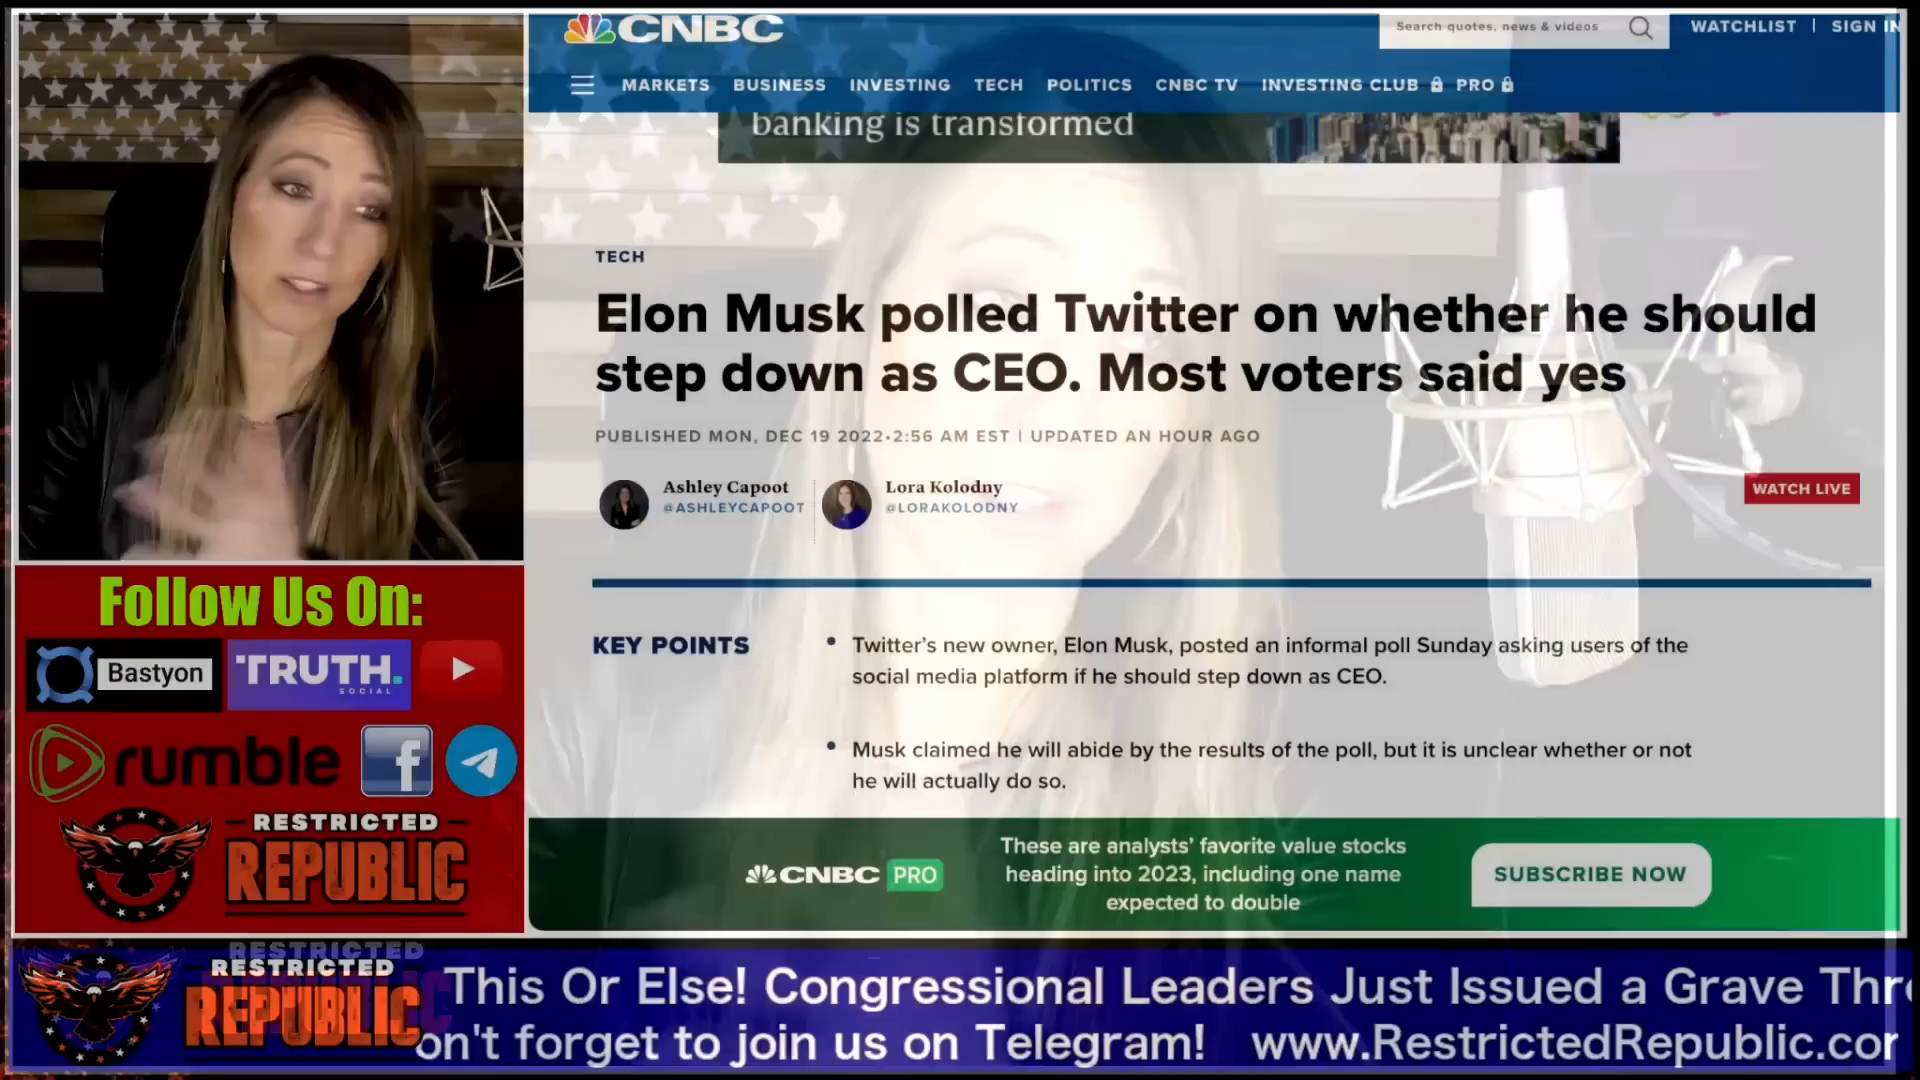 CNBC
Search quotes, news & videos
WATCHLIST | SIGN IN
MARKETS BUSINESS INVESTING TECH POLITICS CNBC TV INVESTING CLUB PRO
banking is transformed
TECH
Elon Musk polled Twitter on whether he should
step down as CEO. Most voters said yes
PUBLISHED MON, DEC 19 2022•2:56 AM EST | UPDATED AN HOUR AGO
Ashley Capoot
@ASHLEYCAPOOT
Lora Kolodny
@LORAKOLODNY
WATCH LIVE
KEY POINTS
• Twitter's new owner, Elon Musk, posted an informal poll Sunday asking users of the
social media platform if he should step down as CEO.
• Musk claimed he will abide by the results of the poll, but it is unclear whether or not
he will actually do so.
CNBC PRO
These are analysts' favorite value stocks
heading into 2023, including one name
expected to double
SUBSCRIBE NOW
Follow Us On:
Bastyon
TRUTH.
SOCIAL
rumble
f
RESTRICTED
REPUBLIC
RESTRICTED
RESTRICTED
REPUBLIC
This Or Else! Congressional Leaders Just Issued a Grave Thre
on't forget to join us on Telegram! www.RestrictedRepublic.com